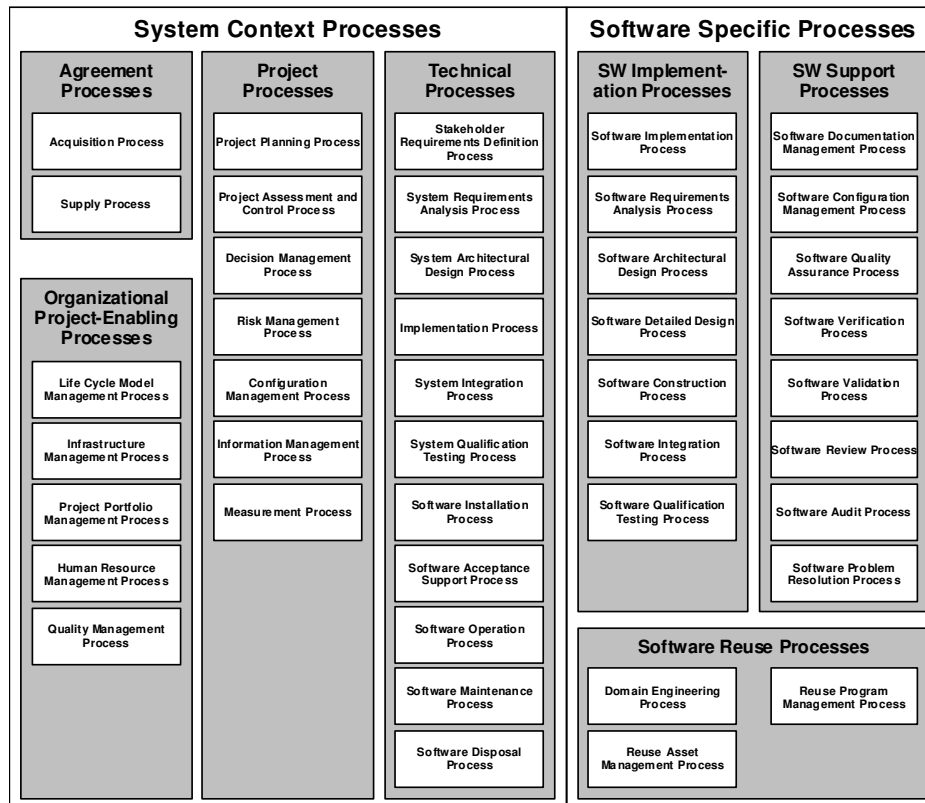 System Context Processes
Agreement
Processes
Acquisition Process
Supply Process
Organizational
Project-Enabling
Processes
Life Cycle Model
Management Process
Infrastructure
Management Process
Project Portfolio
Management Process
Human Resource
Management Process
Quality Management
Process
Project
Processes
Project Planning Process
Project Assessment and
Control Process
Decision Management
Process
Risk Management
Process
Configuration
Management Process
Information Management
Process
Measurement Process
Technical
Processes
Stakeholder
Requirements Definition
Process
System Requirements
Analysis Process
System Architectural
Design Process
Implementation Process
System Integration
Process
System Qualification
Testing Process
Software Installation
Process
Software Acceptance
Support Process
Software Operation
Process
Software Maintenance
Process
Software Disposal
Process
Software Specific Processes
SW Implement-
ation Processes
Software Implementation
Process
Software Requirements
Analysis Process
Software Architectural
Design Process
Software Detailed Design
Process
Software Construction
Process
Software Integration
Process
Software Qualification
Testing Process
SW Support
Processes
Software Documentation
Management Process
Software Configuration
Management Process
Software Quality
Assurance Process
Software Verification
Process
Software Validation
Process
Software Review Process
Software Audit Process
Software Problem
Resolution Process
Software Reuse Processes
Domain Engineering
Process
Reuse Asset
Management Process
Reuse Program
Management Process